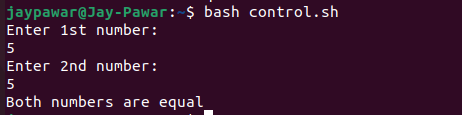 jaypawar@Jay-Pawar:~$ bash control.sh
Enter 1st number:
5
Enter 2nd number:
5
Both numbers are equal